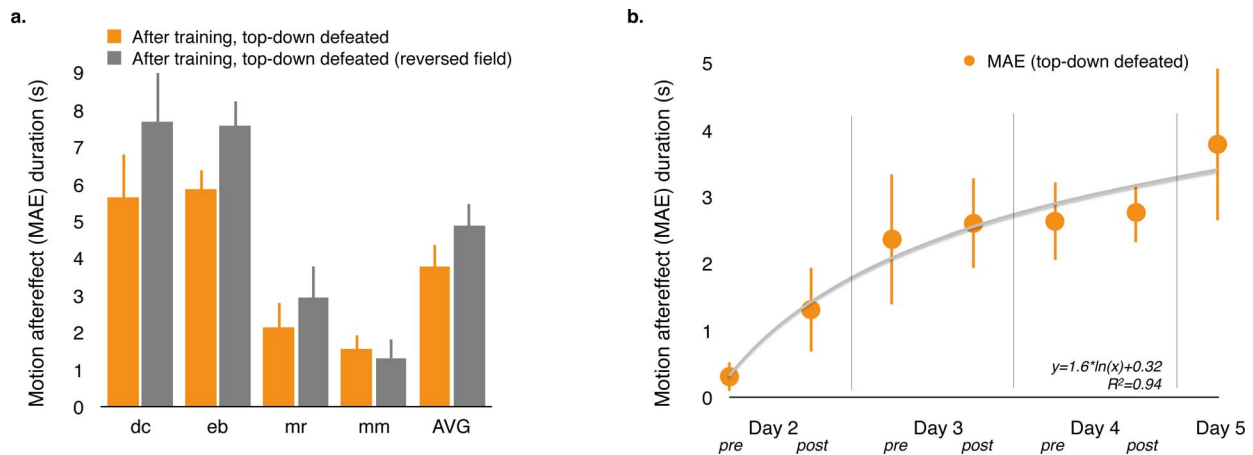 a.
After training, top-down defeated
After training, top-down defeated (reversed field)
Motion aftereffect (MAE) duration (s)
9
8
7
6
5
4
3
2
1
0
dc eb mr mm AVG
b.
MAE (top-down defeated)
Motion aftereffect (MAE) duration (s)
5
4
3
2
1
0
y=1.6*ln(x)+0.32
R²=0.94
Day 2 Day 3 Day 4 Day 5
pre post pre post pre post